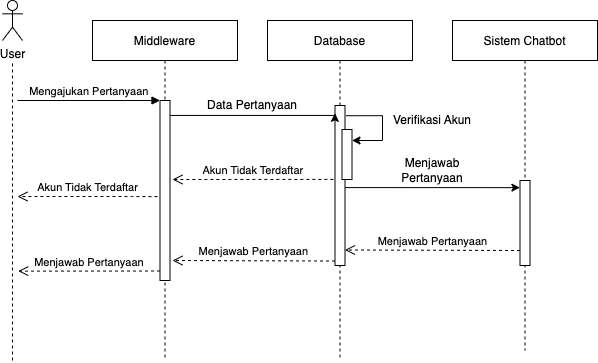 User
Middleware
Database
Sistem Chatbot
Mengajukan Pertanyaan
Data Pertanyaan
Verifikasi Akun
Akun Tidak Terdaftar
Akun Tidak Terdaftar
Menjawab
Pertanyaan
Menjawab Pertanyaan
Menjawab Pertanyaan
Menjawab Pertanyaan